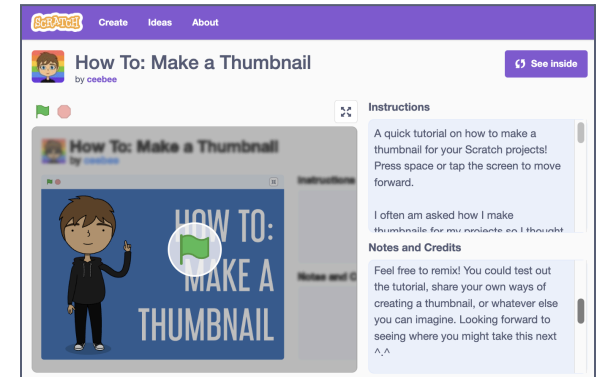 SCRATCH Create Ideas About
How To: Make a Thumbnail
by ceebee
See inside
Instructions
A quick tutorial on how to make a
thumbnail for your Scratch projects!
Press space or tap the screen to move
forward.
I often am asked how I make
thumbnails for my projects so I thought
Notes and Credits
Feel free to remix! You could test out
the tutorial, share your own ways of
creating a thumbnail, or whatever else
you can imagine. Looking forward to
seeing where you might take this next
^.^
How To: Make a Thumbnail
by ceebee
Instructions
HOW TO:
MAKE A
THUMBNAIL
Notes and C